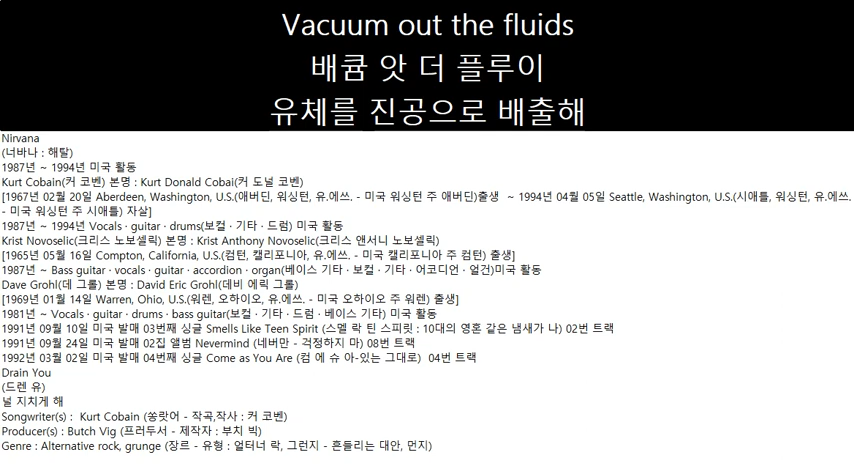 Vacuum out the fluids
배큠 앗 더 플루이
유체를 진공으로 배출해
Nirvana
(너바나 : 해탈)
1987년 ~ 1994년 미국 활동
Kurt Cobain(커 코벤) 본명 : Kurt Donald Cobai(커 도널 코벤)
[1967년 02월 20일 Aberdeen, Washington, U.S.(애버딘, 워싱턴, 유.에쓰. - 미국 워싱턴 주 애버딘)출생 ~ 1994년 04월 05일 Seattle, Washington, U.S.(시애틀, 워싱턴, 유.에쓰.
- 미국 워싱턴 주 시애틀) 자살]
1987년 ~ 1994년 Vocals · guitar · drums(보컬 · 기타 · 드럼) 미국 활동
Krist Novoselic(크리스 노보셀릭) 본명 : Krist Anthony Novoselic(크리스 앤서니 노보셀릭)
[1965년 05월 16일 Compton, California, U.S.(컴턴, 캘리포니아, 유.에쓰. - 미국 캘리포니아 주 컴턴) 출생]
1987년 ~ Bass guitar · vocals · guitar · accordion · organ(베이스 기타 · 보컬 · 기타 · 어코디언 · 얼건)미국 활동
Dave Grohl(데 그롤) 본명 : David Eric Grohl(데비 에릭 그롤)
[1969년 01월 14일 Warren, Ohio, U.S.(워렌, 오하이오, 유.에쓰. - 미국 오하이오 주 워렌) 출생]
1981년 ~ Vocals · guitar · drums · bass guitar(보컬 · 기타 · 드럼 · 베이스 기타) 미국 활동
1991년 09월 10일 미국 발매 03번째 싱글 Smells Like Teen Spirit (스멜 락 틴 스피릿 : 10대의 영혼 같은 냄새가 나) 02번 트랙
1991년 09월 24일 미국 발매 02집 앨범 Nevermind (네버만 - 걱정하지 마) 08번 트랙
1992년 03월 02일 미국 발매 04번째 싱글 Come as You Are (컴 에 슈 아-있는 그대로) 04번 트랙
Drain You
(드렌 유)
널 지치게 해
Songwriter(s) : Kurt Cobain (쏭랏어 - 작곡,작사 : 커 코벤)
Producer(s) : Butch Vig (프러두서 - 제작자 : 부치 빅)
Genre : Alternative rock, grunge (장르 - 유형 : 얼터너 락, 그런지 - 흔들리는 대안, 먼지)